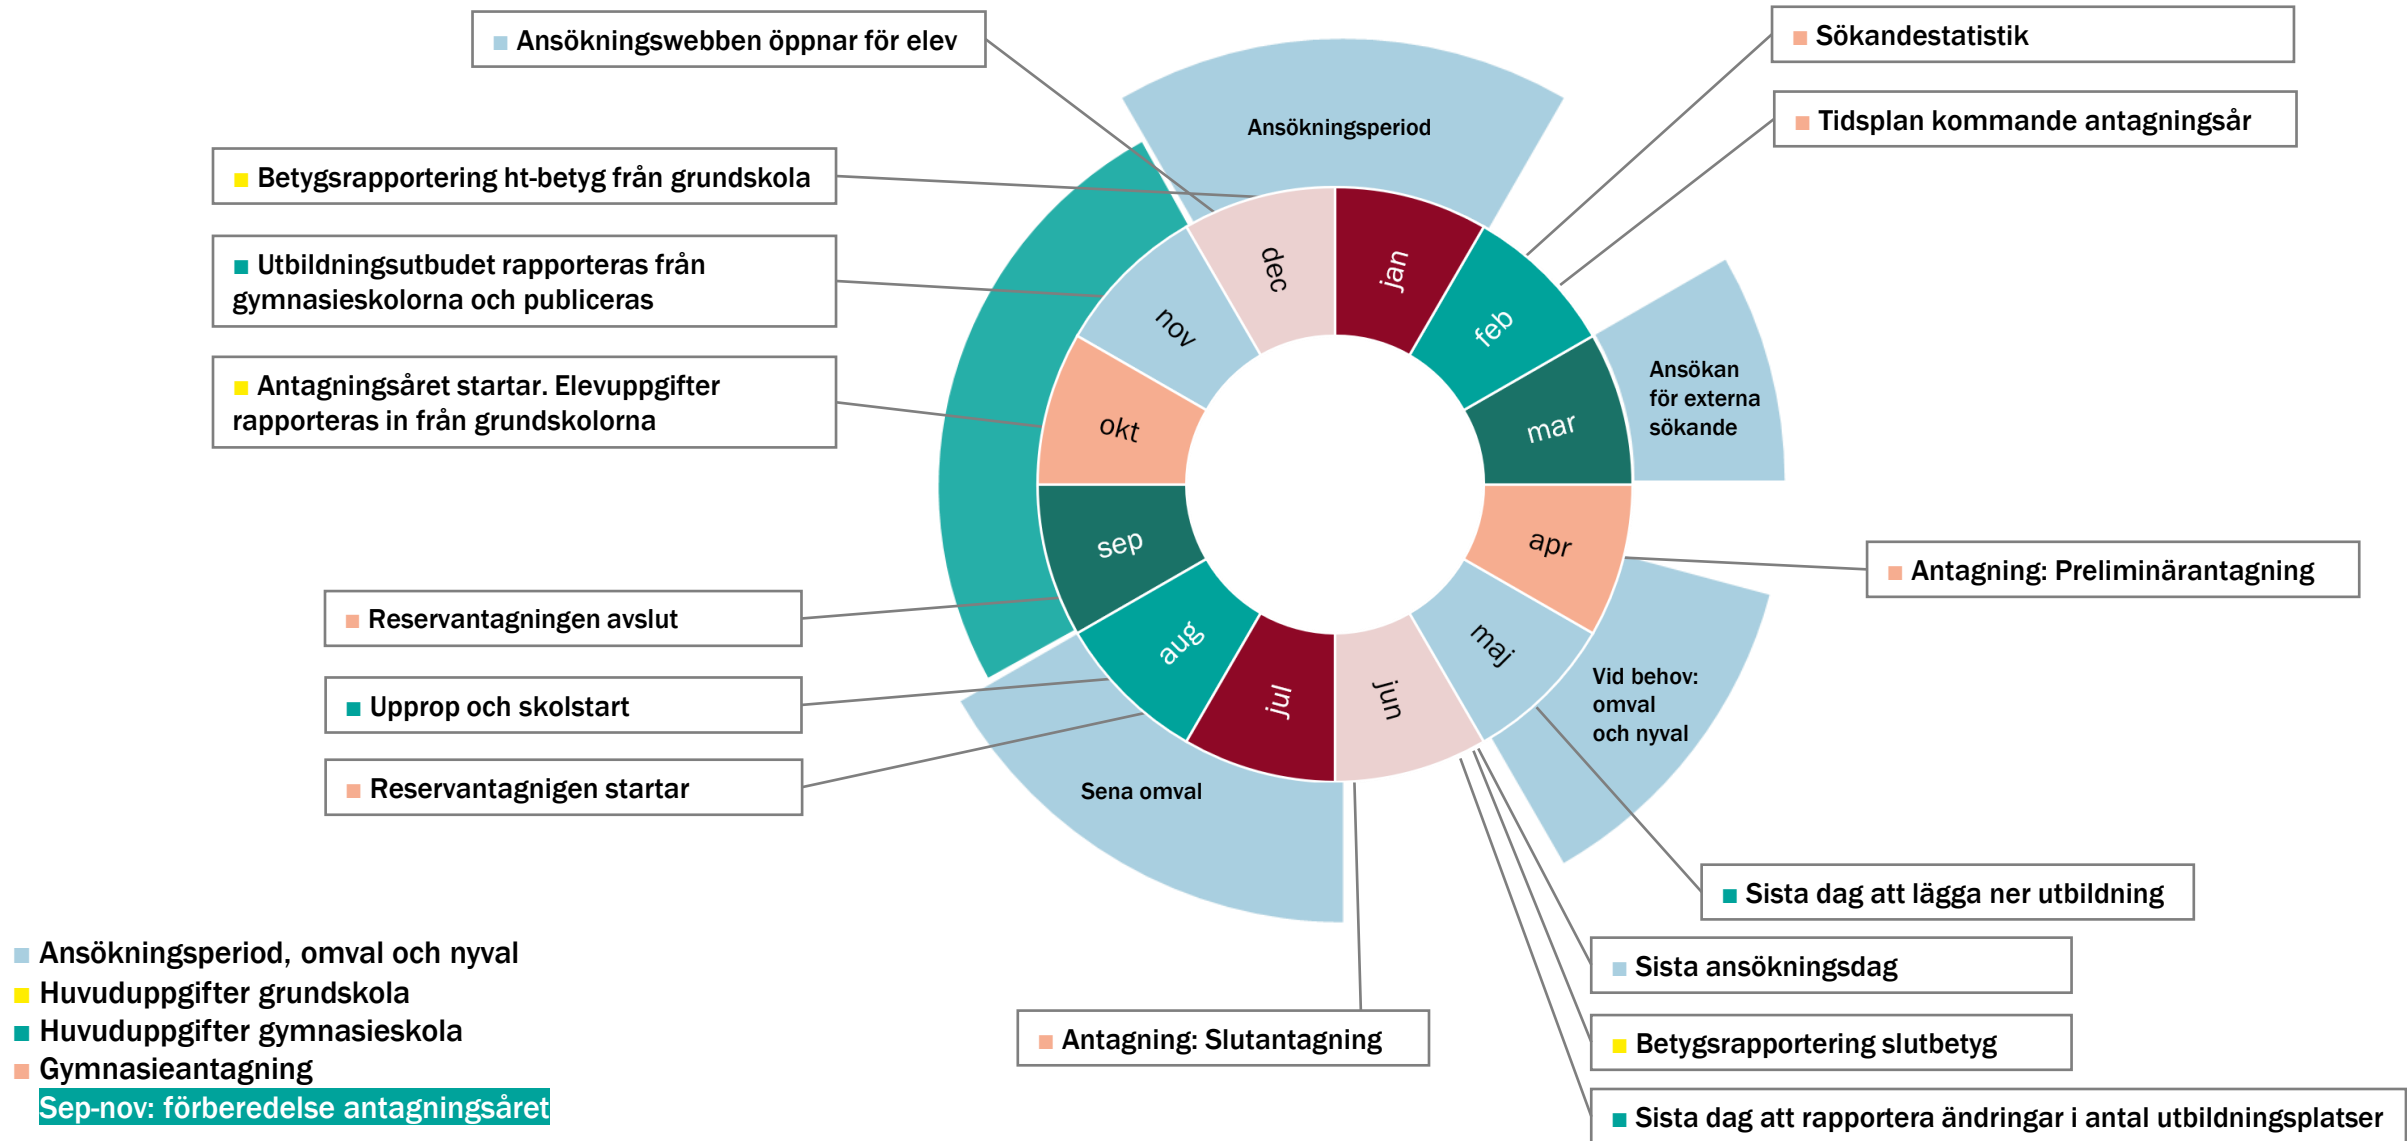 Ansökningswebben öppnar för elev
Sökandestatistik
Tidsplan kommande antagningsår
Ansökningsperiod
Betygsrapportering ht-betyg från grundskola
Utbildningsutbudet rapporteras från
gymnasieskolorna och publiceras
Antagningsåret startar. Elevuppgifter
rapporteras in från grundskolorna
Reservantagningen avslut
Upprop och skolstart
Reservantagnigen startar
jan
feb
mar
apr
maj
jun
jul
aug
sep
okt
nov
dec
Ansökan
för externa
sökande
Antagning: Preliminärantagning
Vid behov:
omval
och nyval
Sena omval
Sista dag att lägga ner utbildning
Sista ansökningsdag
Betygsrapportering slutbetyg
Sista dag att rapportera ändringar i antal utbildningsplatser
Antagning: Slutantagning
Ansökningsperiod, omval och nyval
Huvuduppgifter grundskola
Huvuduppgifter gymnasieskola
Gymnasieantagning
Sep-nov: förberedelse antagningsåret